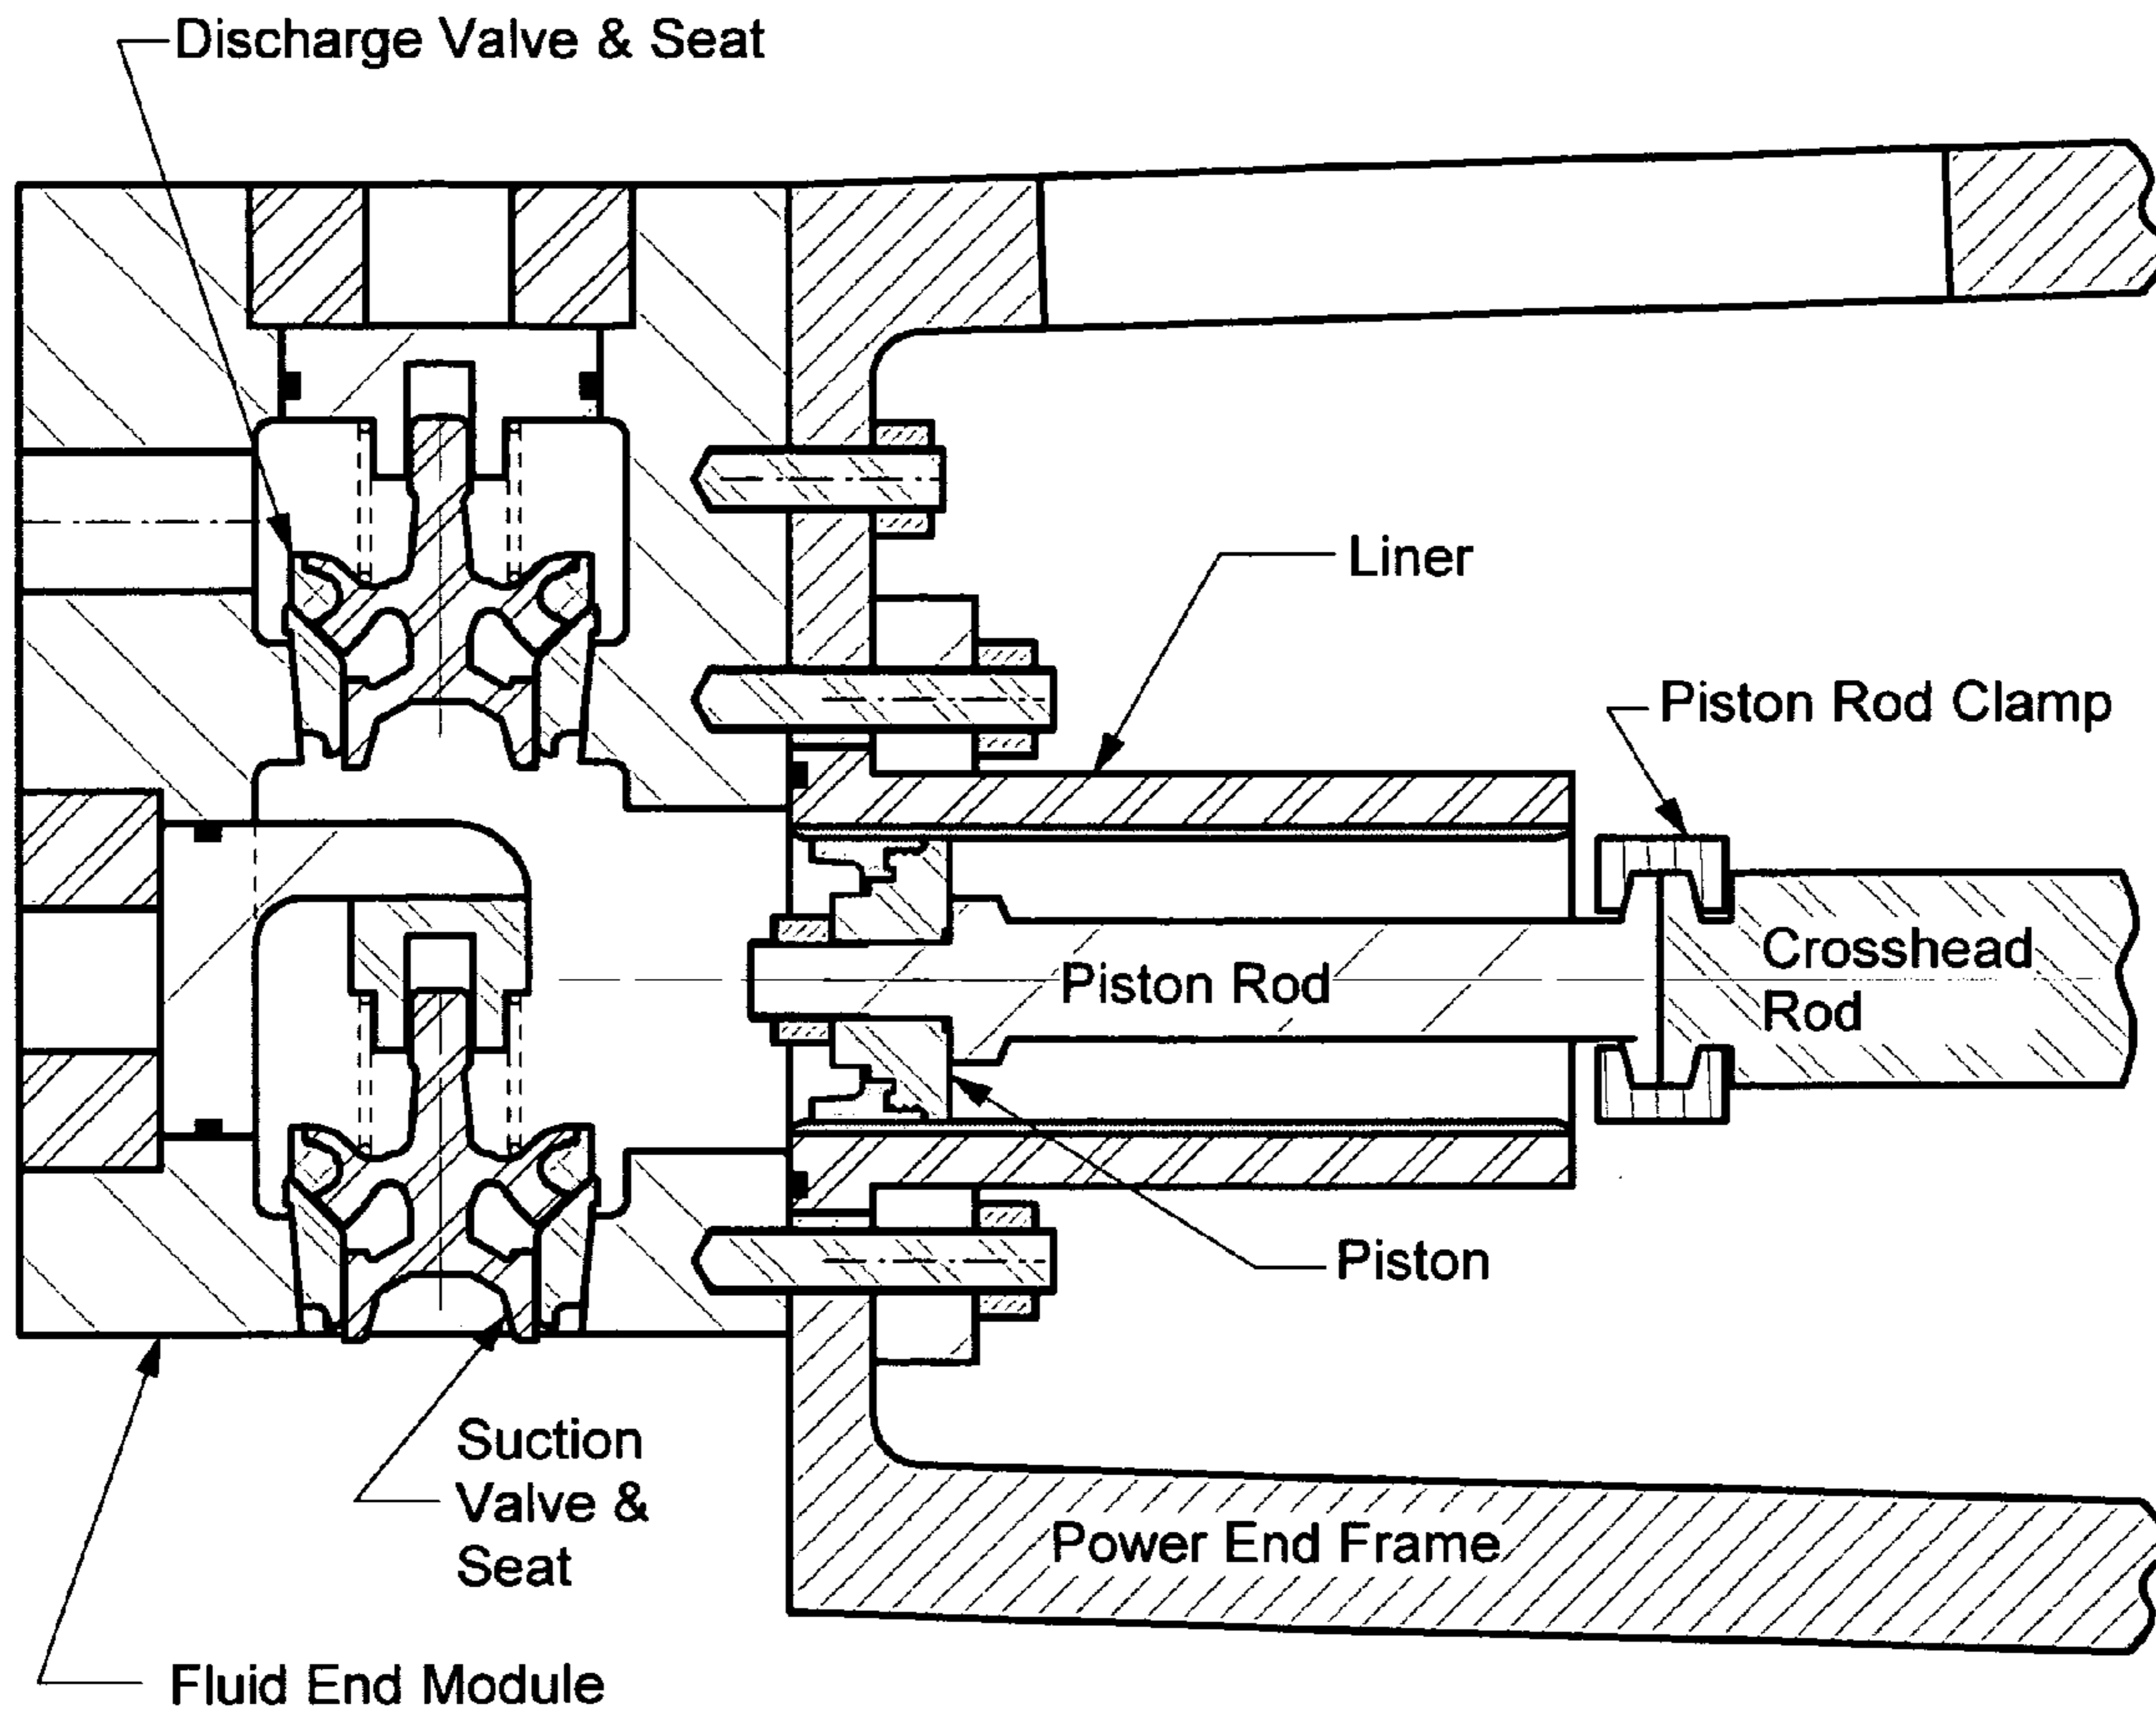 Discharge Valve & Seat
Liner
Piston Rod Clamp
Piston Rod
Crosshead
Rod
Piston
Suction
Valve &
Seat
Power End Frame
Fluid End Module